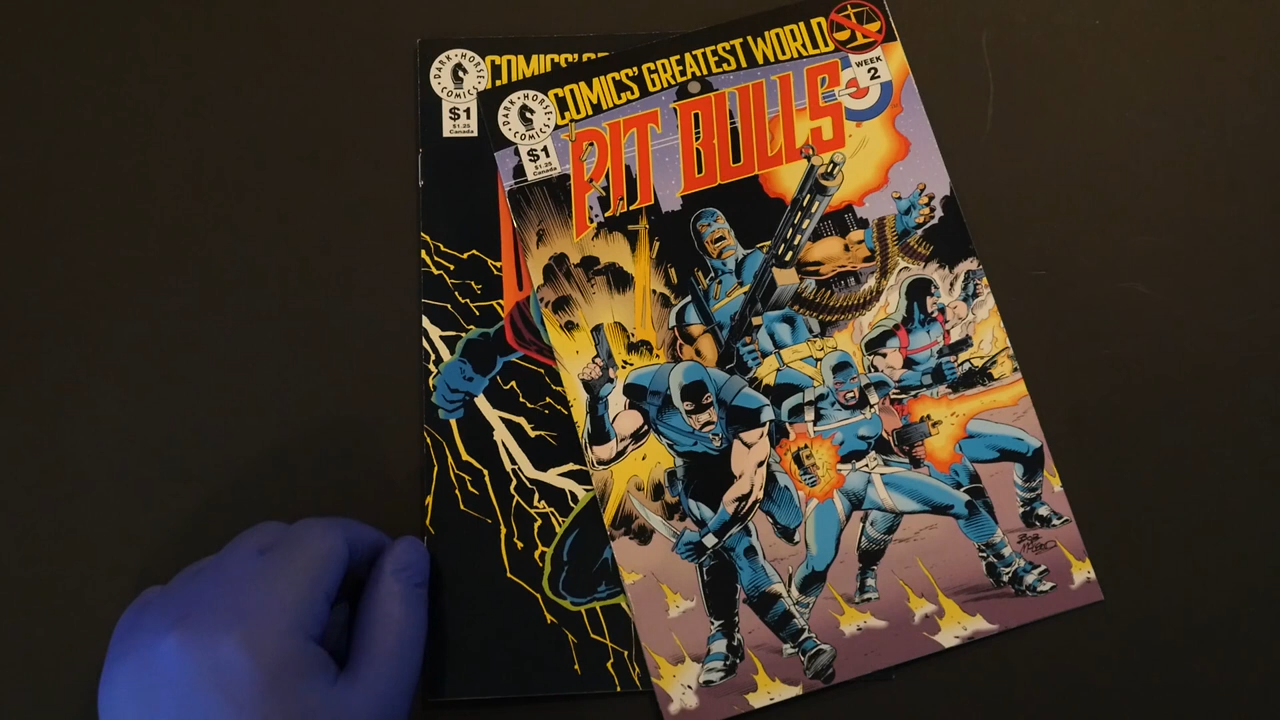 DARK HORSE COMICS
$1
$1.25
Canada
COMICS' GR
COMICS' GREATEST WORLD
DARK HORSE COMICS
$1
$1.25
Canada
WEEK
2
PIT BULLS
BOB